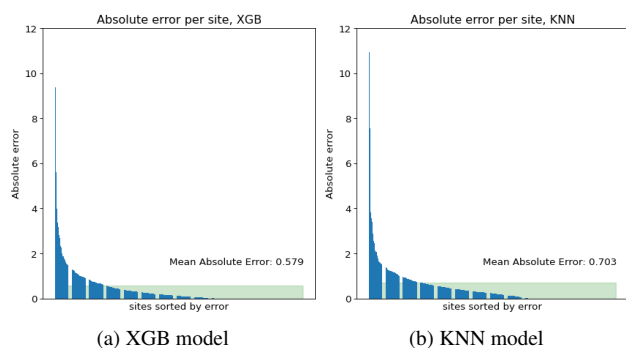 Absolute error per site, XGB
12
10
8
6
4
2
0
Absolute error
Mean Absolute Error: 0.579
sites sorted by error
(a) XGB model
Absolute error per site, KNN
12
10
8
6
4
2
0
Absolute error
Mean Absolute Error: 0.703
sites sorted by error
(b) KNN model